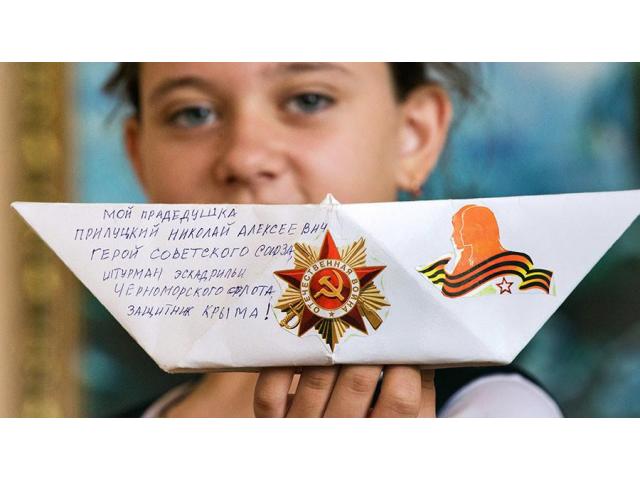 МОЙ ПРАДЕДУШКА
ПРИЛУЦКИЙ НИКОЛАЙ АЛЕКСЕЕВИЧ
ГЕРОЙ СОВЕТСКОГО СОЮЗА
ШТУРМАН ЭСКАДРИЛЬИ
ЧЕРНОМОРСКОГО ФЛОТА
ЗАЩИТНИК КРЫМА!
ОТЕЧЕСТВЕННАЯ ВОЙНА